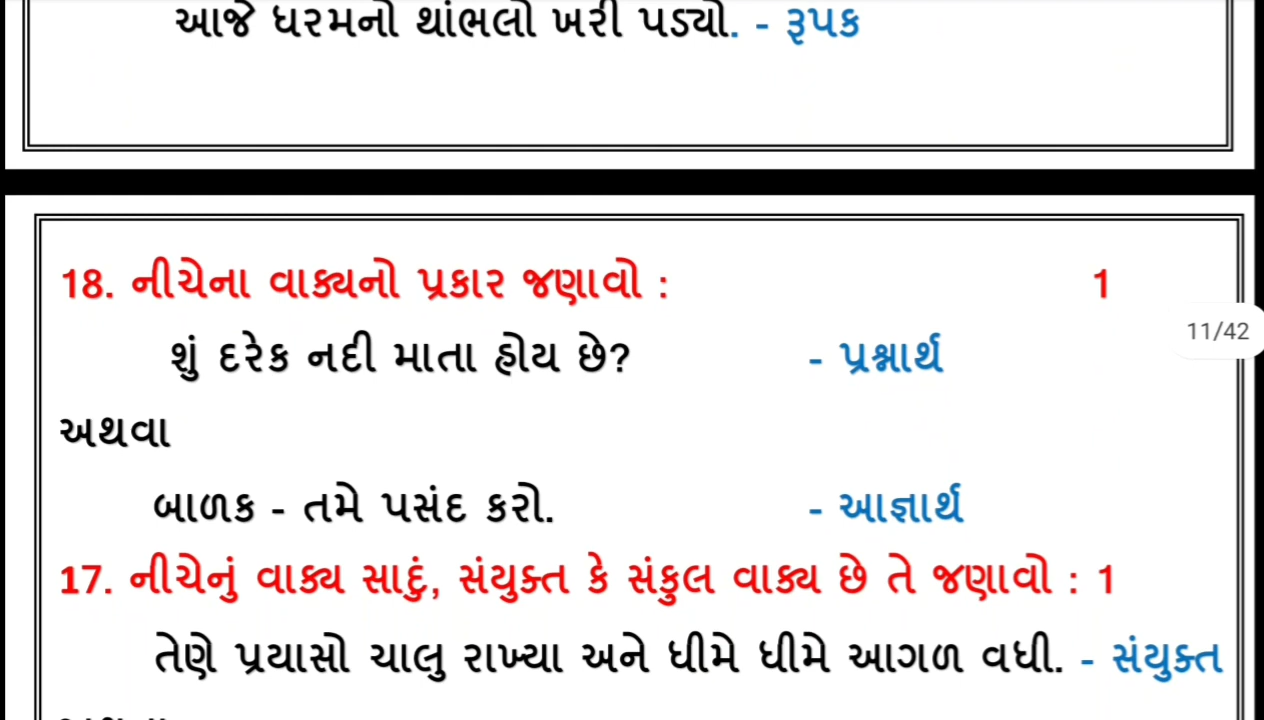 આજે ધરમનો થાંભલો ખરી પડ્યો. - રૂપક
18. નીચેના વાક્યનો પ્રકાર જણાવો : 1
11/42
શું દરેક નદી માતા હોય છે? - પ્રશ્નાર્થ
અથવા
બાળક - તમે પસંદ કરો. - આજ્ઞાર્થ
17. નીચેનું વાક્ય સાદું, સંયુક્ત કે સંકુલ વાક્ય છે તે જણાવો : 1
તેણે પ્રયાસો ચાલુ રાખ્યા અને ધીમે ધીમે આગળ વધી. - સંયુક્ત